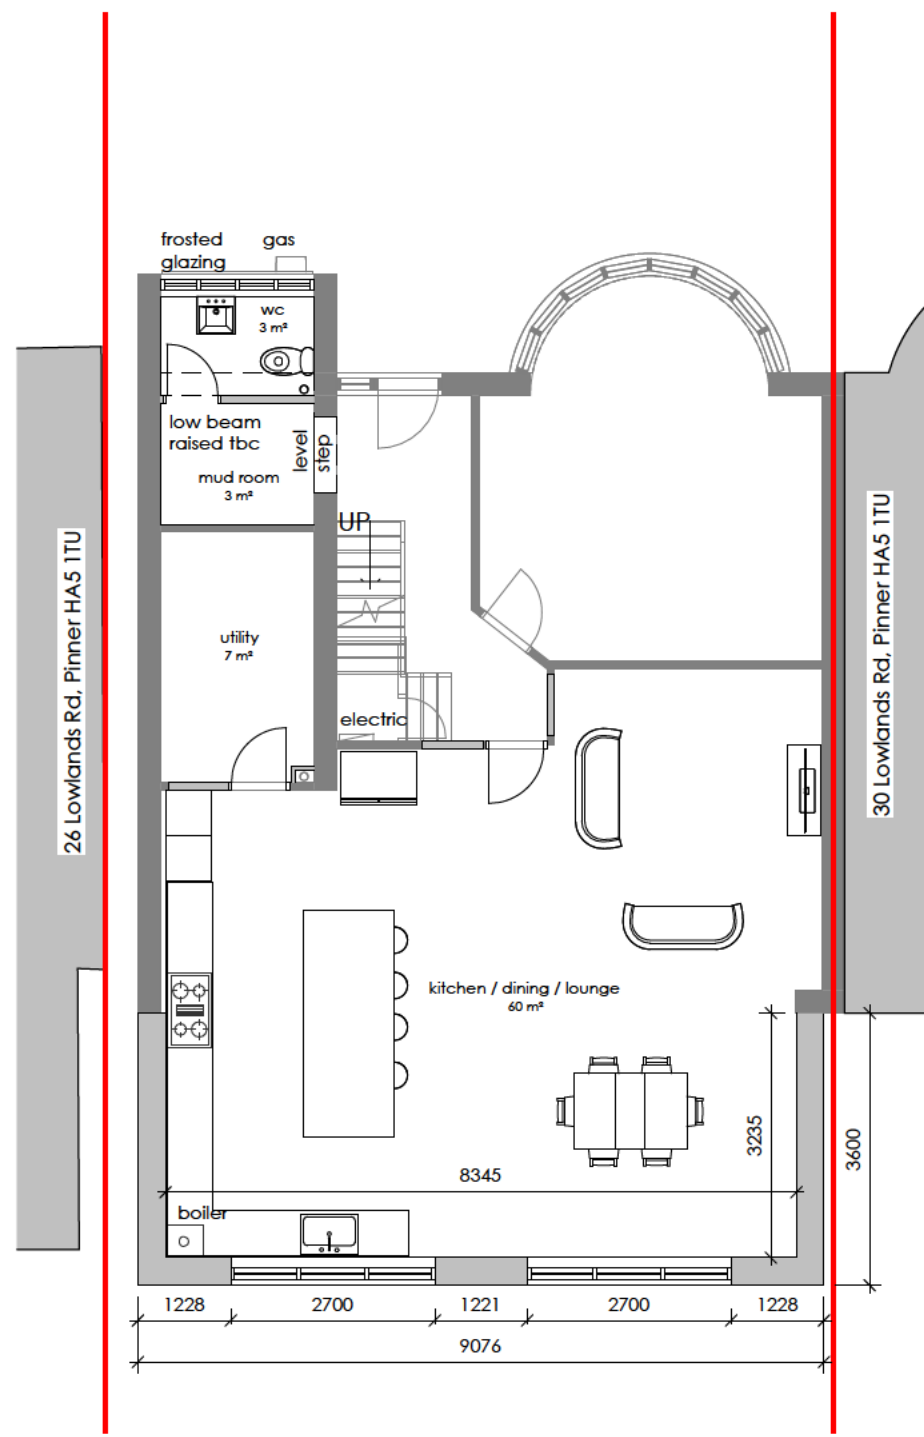 frosted
glazing
gas
wc
3 m²
low beam
raised tbc
level
step
mud room
3 m²
UP
utility
7 m²
electric
26 Lowlands Rd, Pinner HA5 1TU
30 Lowlands Rd, Pinner HA5 1TU
kitchen / dining / lounge
60 m²
3235
3600
8345
boiler
1228
2700
1221
2700
1228
9076